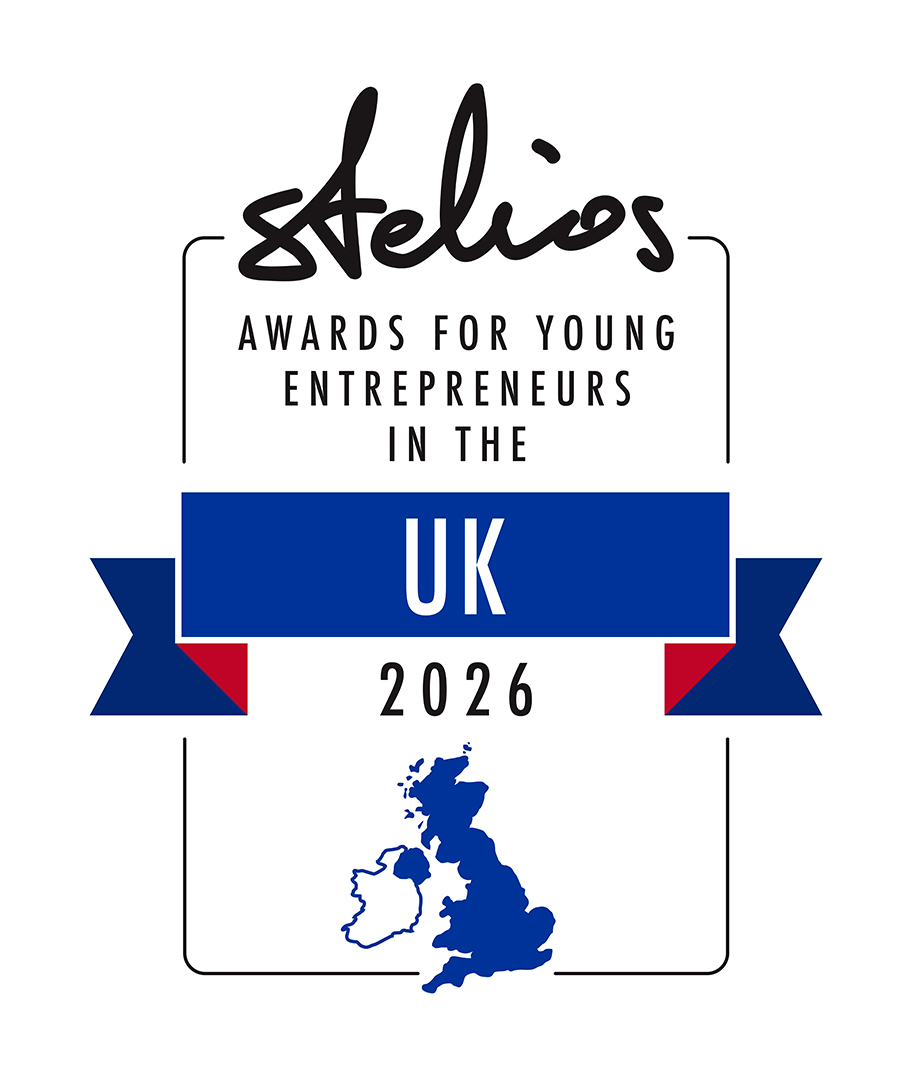 stelios
AWARDS FOR YOUNG
ENTREPRENEURS
IN THE
UK
2026